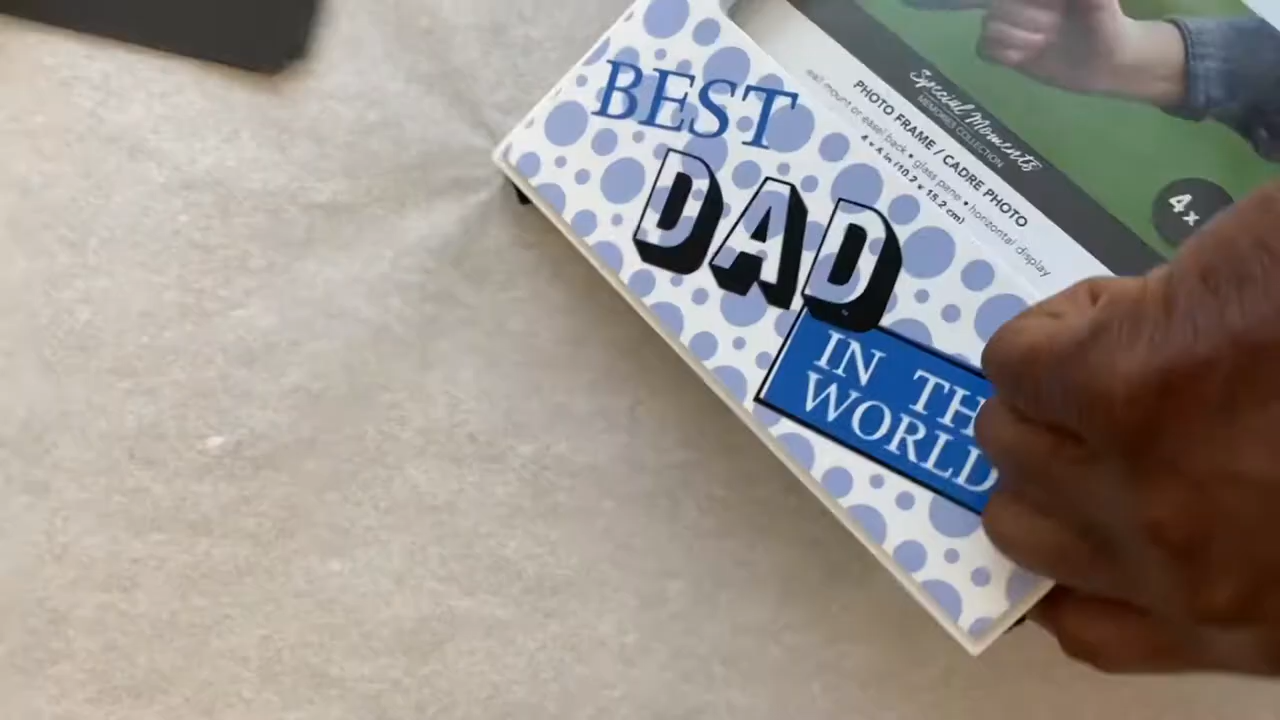 BEST
DAD
IN TH
WORLD
Special Moments
MEMORIES COLLECTION
PHOTO FRAME / CADRE PHOTO
wall mount or easel back • glass pane • horizontal display
4 x 6 in (10.2 x 15.2 cm)
4x